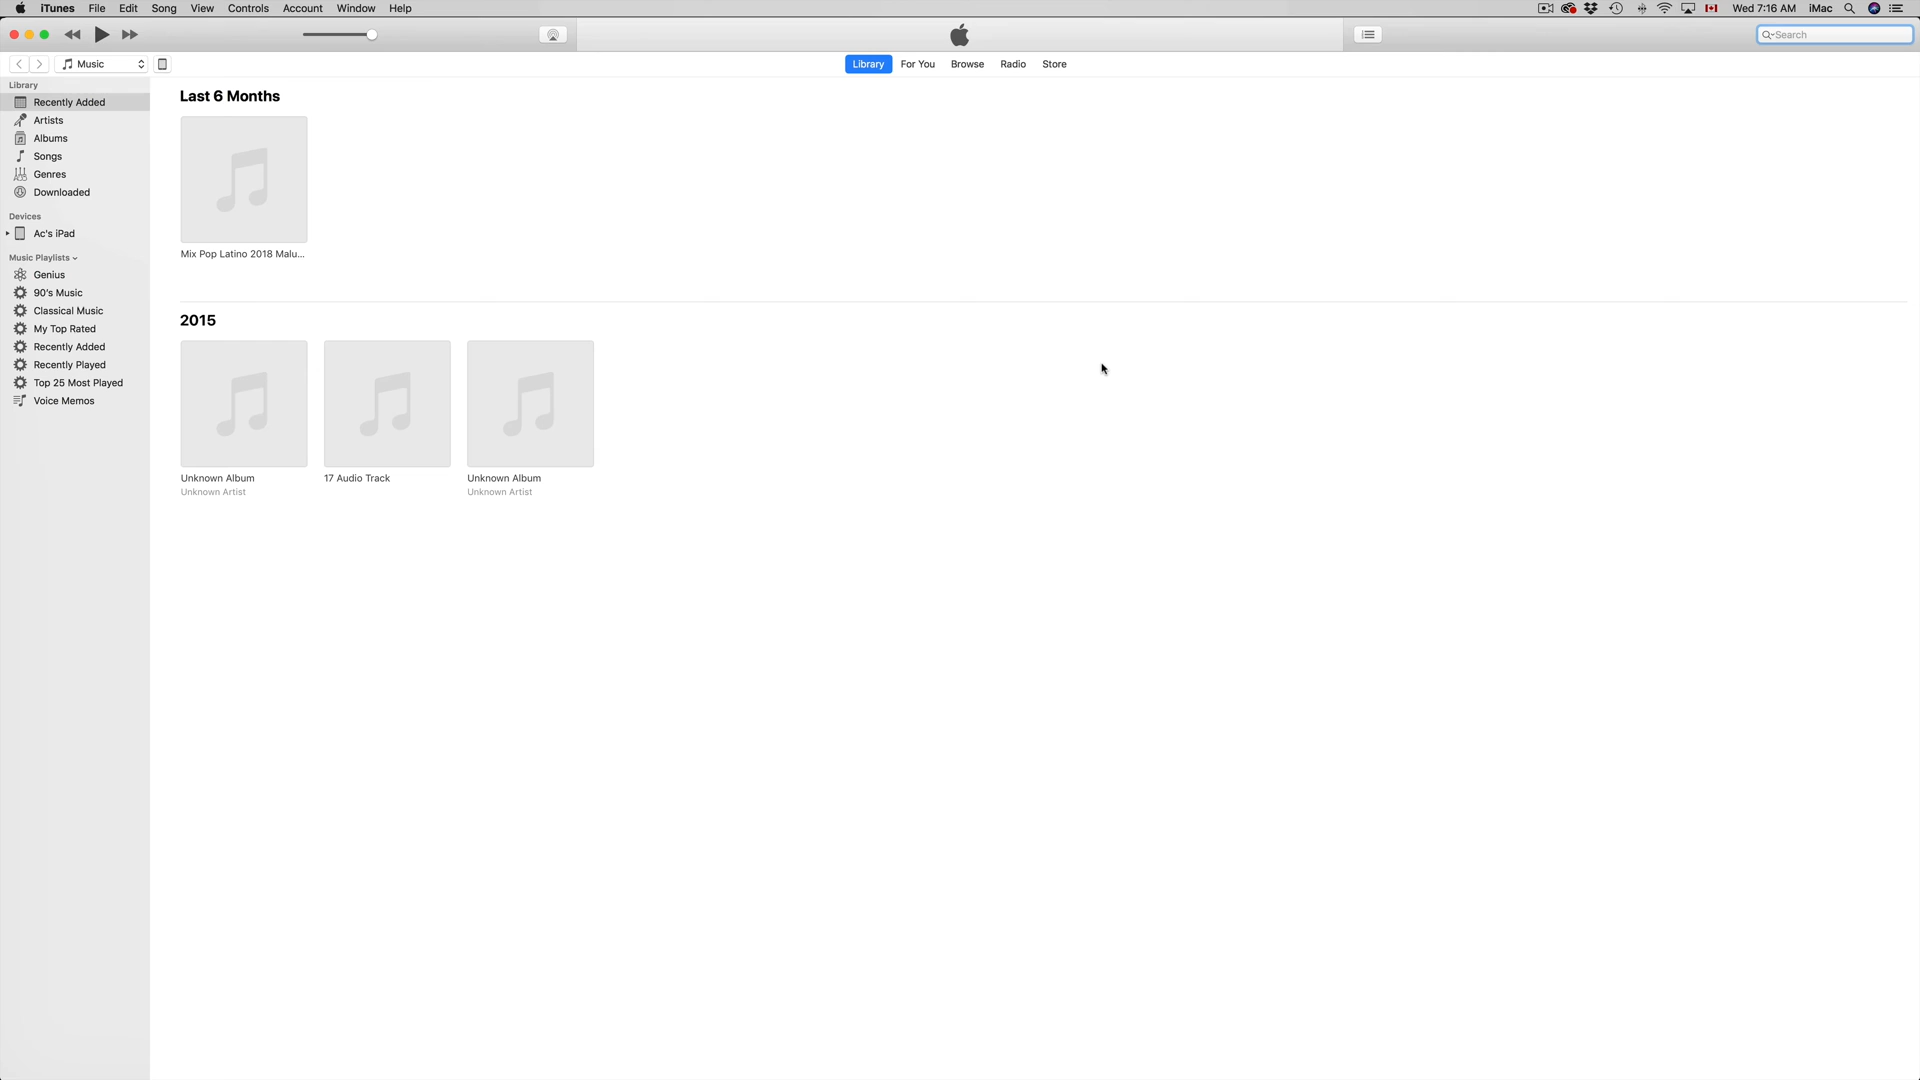 iTunes File Edit Song View Controls Account Window Help Wed 7:16 AM iMac
Search
Music Library For You Browse Radio Store
Library
Recently Added
Artists
Albums
Songs
Genres
Downloaded
Devices
Ac's iPad
Music Playlists
Genius
90's Music
Classical Music
My Top Rated
Recently Added
Recently Played
Top 25 Most Played
Voice Memos
Last 6 Months
Mix Pop Latino 2018 Malu...
2015
Unknown Album 17 Audio Track Unknown Album
Unknown Artist Unknown Artist